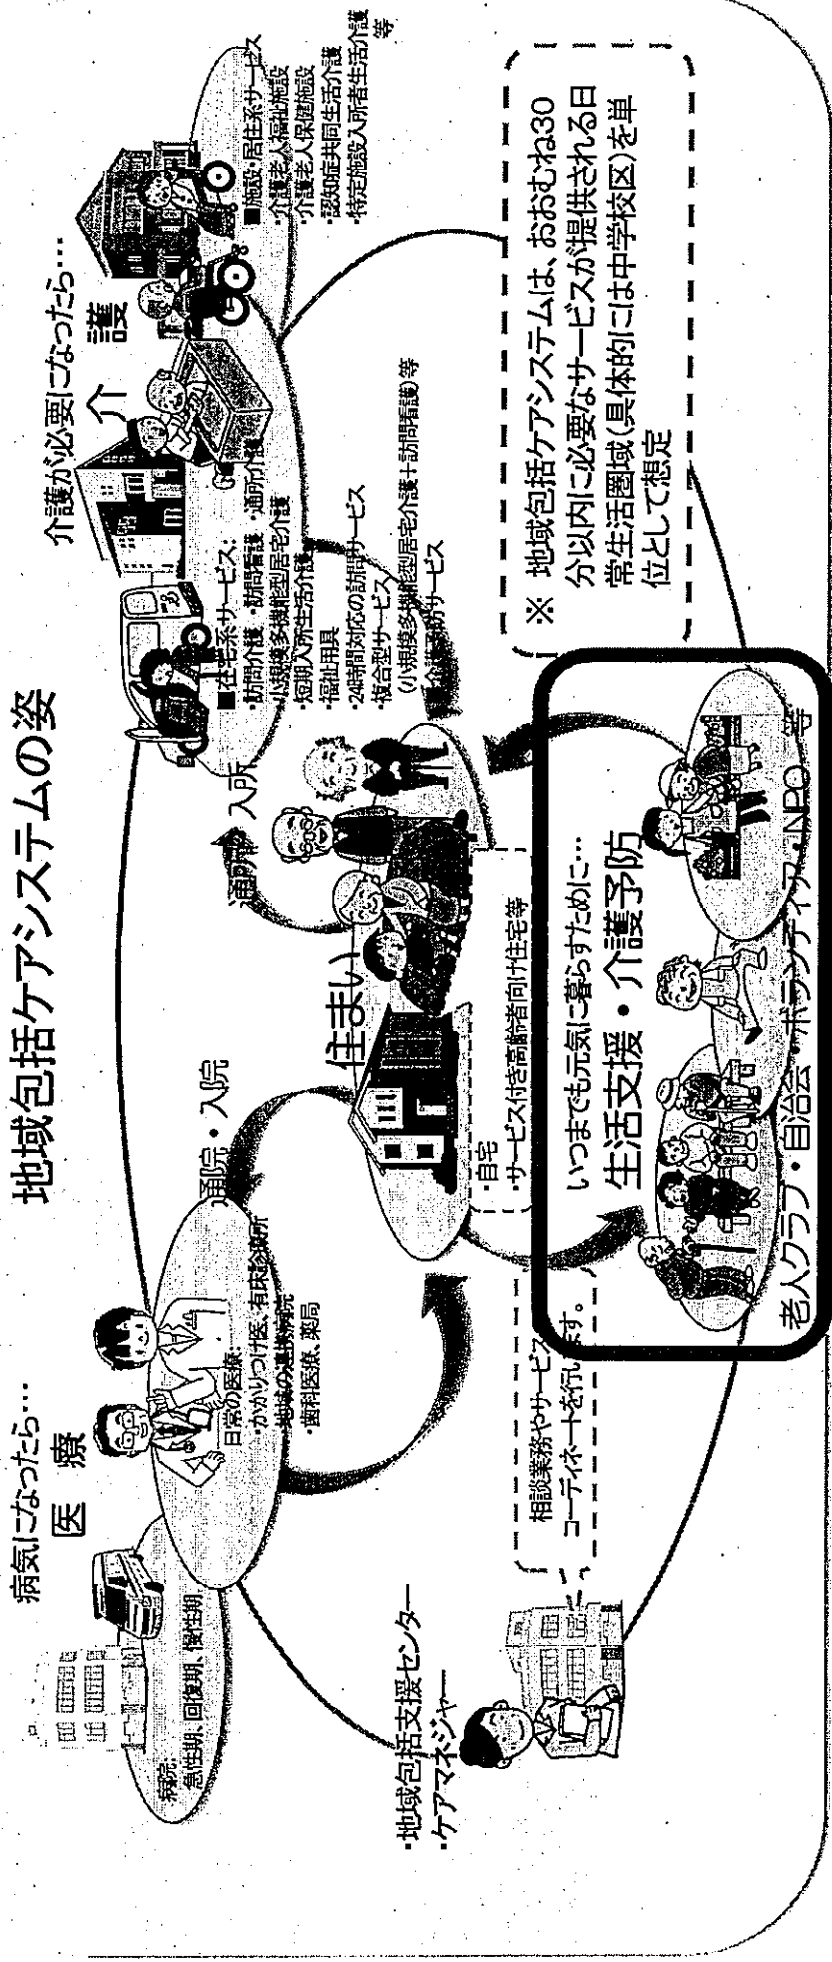 地域包括ケアシステムの姿
病気になったら…
医 療
病院:
急性期、回復期、慢性期
日常の医療:
・かかりつけ医、有床診療所
・地域の連携病院
・歯科医療、薬局
通院・入院
介護が必要になったら…
介 護
通所・入所
■在宅系サービス:
・訪問介護 ・訪問看護 ・通所介護
・小規模多機能型居宅介護
・短期入所生活介護
・福祉用具
・24時間対応の訪問サービス
・複合型サービス
(小規模多機能型居宅介護+訪問看護)等
■介護予防サービス
■施設・居住系サービス
・介護老人福祉施設
・介護老人保健施設
・認知症共同生活介護
・特定施設入所者生活介護
等
住まい
・自宅
・サービス付き高齢者向け住宅等
・地域包括支援センター
・ケアマネジャー
相談業務やサービス
コーディネートを行います。
いつまでも元気に暮らすために…
生活支援・介護予防
老人クラブ・自治会・ボランティア・NPO 等
※ 地域包括ケアシステムは、おおむね30
分以内に必要なサービスが提供される日
常生活圏域(具体的には中学校区)を単
位として想定